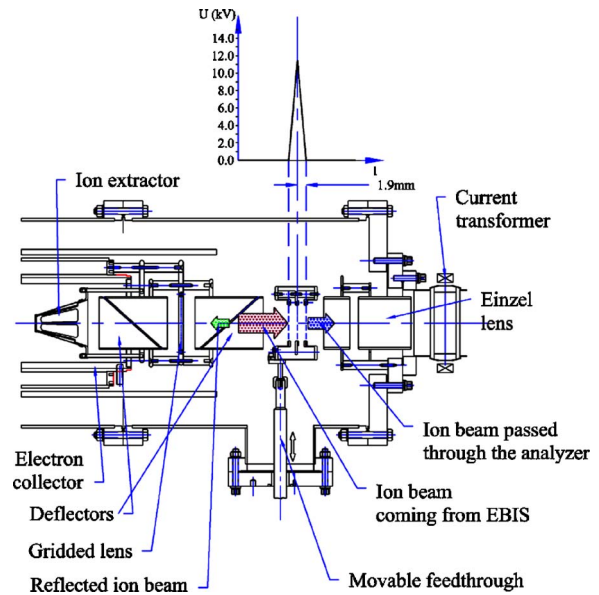 U (kV)
14.0
12.0
10.0
8.0
6.0
4.0
2.0
0.0
l
1.9mm
Ion extractor
Current
transformer
Einzel
lens
Electron
collector
Deflectors
Gridded lens
Reflected ion beam
Ion beam passed
through the analyzer
Ion beam
coming from EBIS
Movable feedthrough